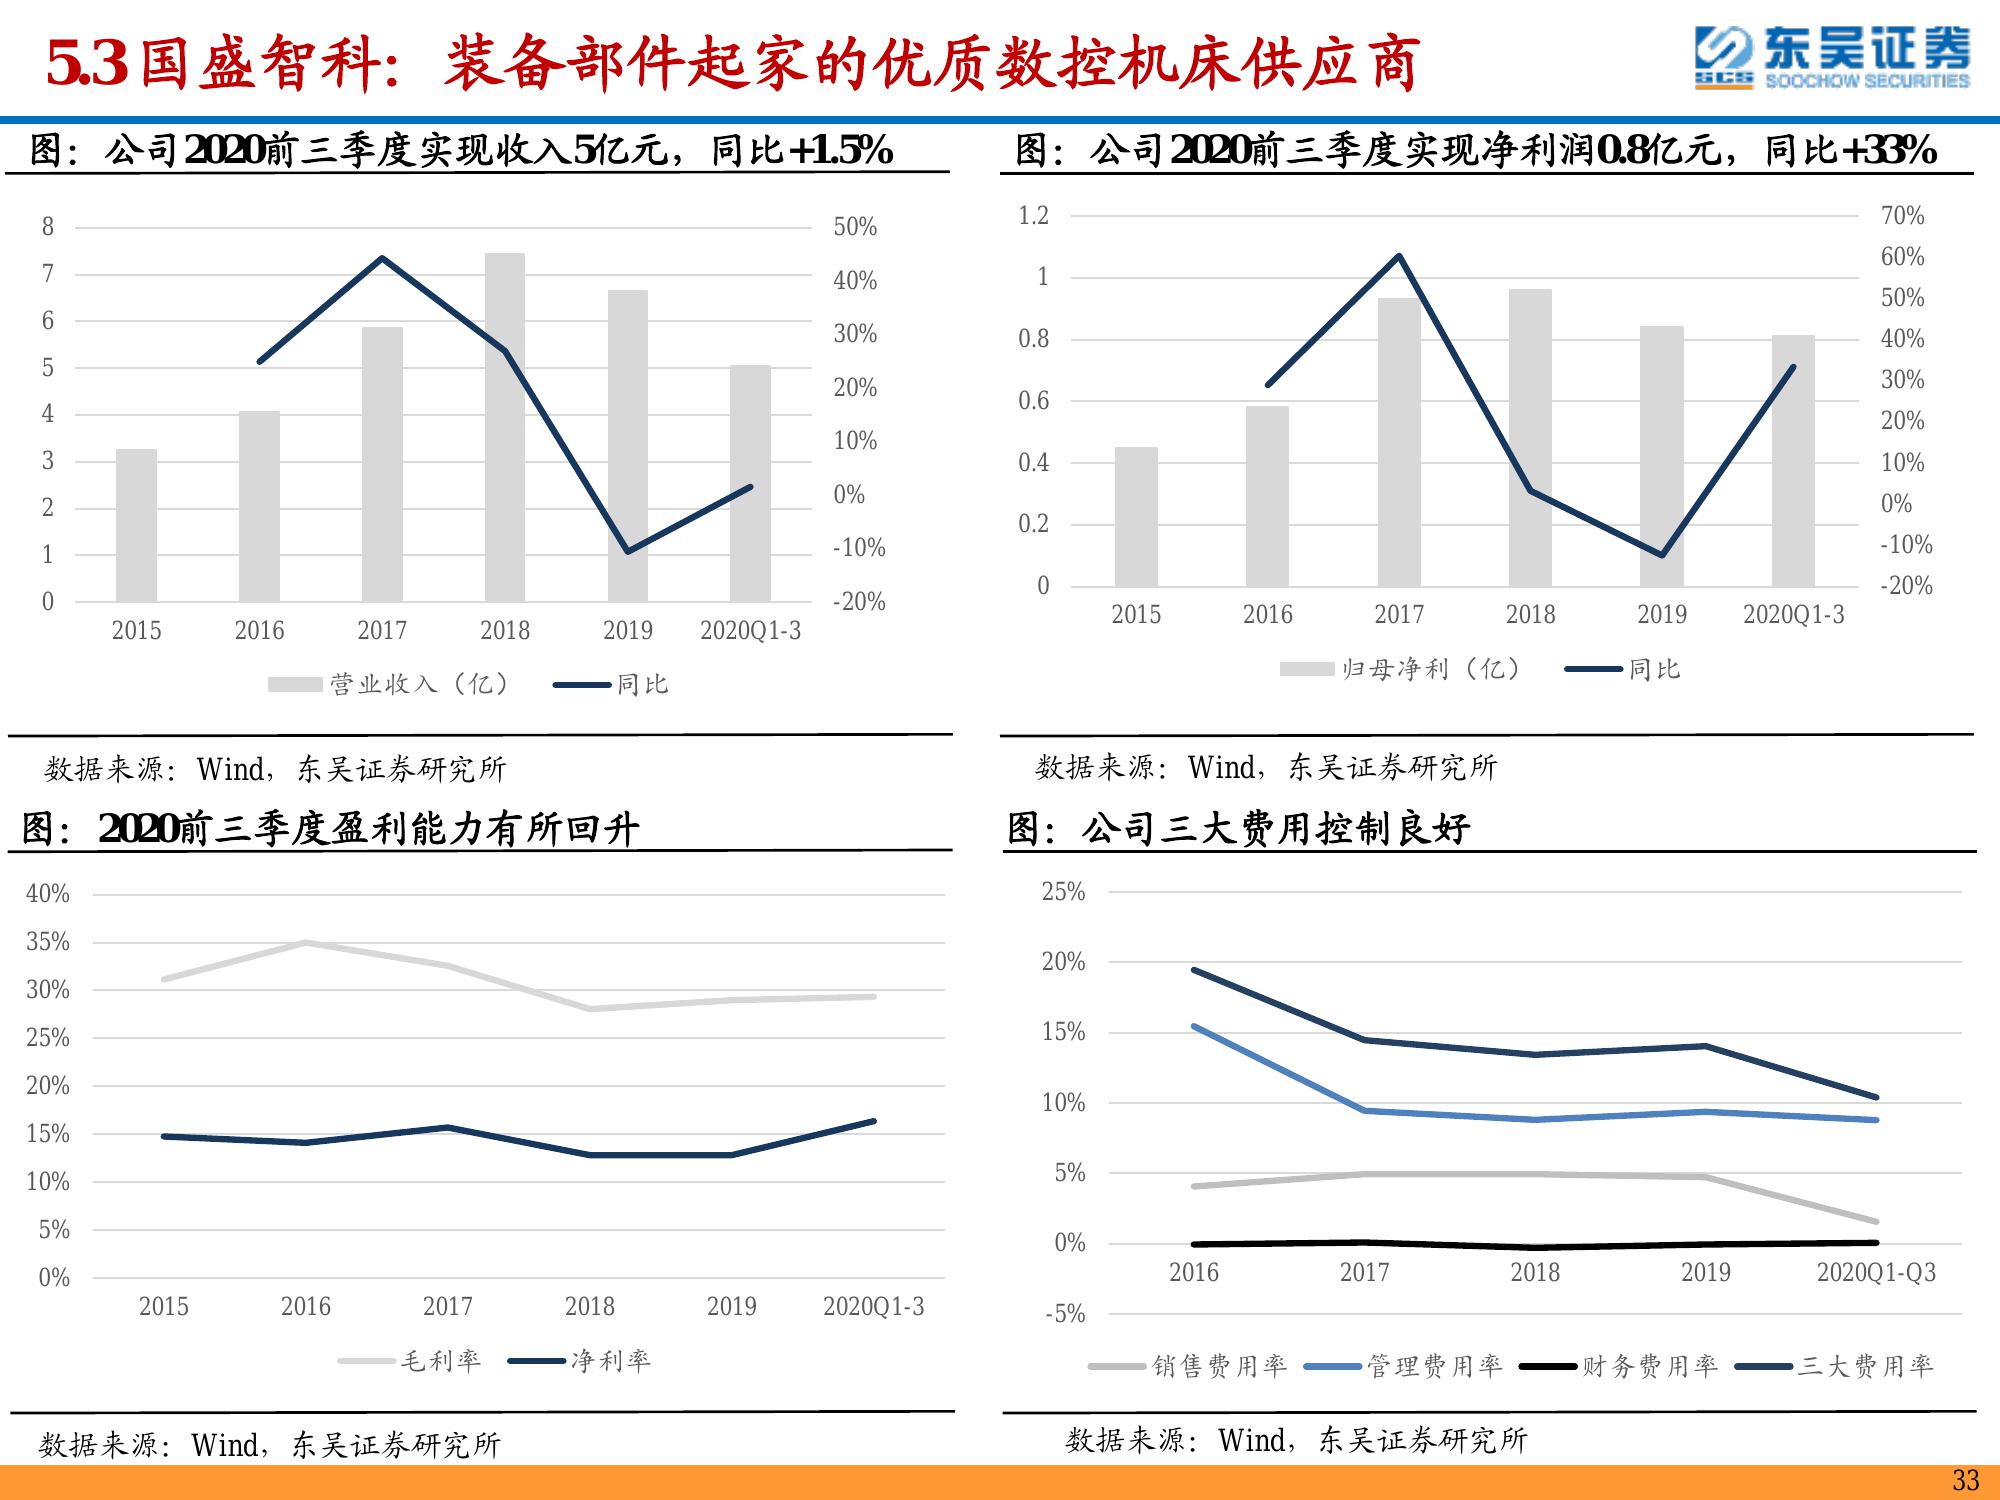 5.3国盛智科：装备部件起家的优质数控机床供应商
东吴证券
SCS SOOCHOW SECURITIES
图：公司2020前三季度实现收入5亿元，同比+1.5%
8
7
6
5
4
3
2
1
0
50%
40%
30%
20%
10%
0%
-10%
-20%
2015 2016 2017 2018 2019 2020Q1-3
营业收入（亿） 同比
数据来源：Wind，东吴证券研究所
图：公司2020前三季度实现净利润0.8亿元，同比+33%
1.2
1
0.8
0.6
0.4
0.2
0
70%
60%
50%
40%
30%
20%
10%
0%
-10%
-20%
2015 2016 2017 2018 2019 2020Q1-3
归母净利（亿） 同比
数据来源：Wind，东吴证券研究所
图：2020前三季度盈利能力有所回升
40%
35%
30%
25%
20%
15%
10%
5%
0%
2015 2016 2017 2018 2019 2020Q1-3
毛利率 净利率
数据来源：Wind，东吴证券研究所
图：公司三大费用控制良好
25%
20%
15%
10%
5%
0%
-5%
2016 2017 2018 2019 2020Q1-Q3
销售费用率 管理费用率 财务费用率 三大费用率
数据来源：Wind，东吴证券研究所
33